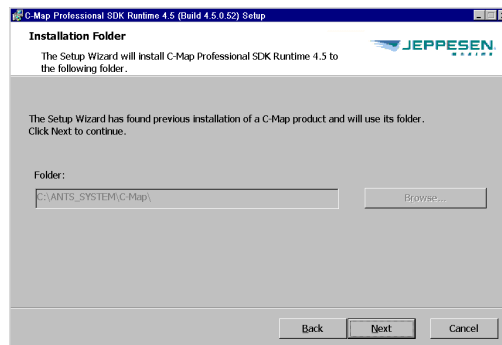 C-Map Professional SDK Runtime 4.5 (Build 4.5.0.52) Setup
Installation Folder
The Setup Wizard will install C-Map Professional SDK Runtime 4.5 to
the following folder.
JEPPESEN.
MARINE
The Setup Wizard has found previous installation of a C-Map product and will use its folder.
Click Next to continue.
Folder:
C:\ANTS_SYSTEM\C-Map\
Browse...
Back
Next
Cancel